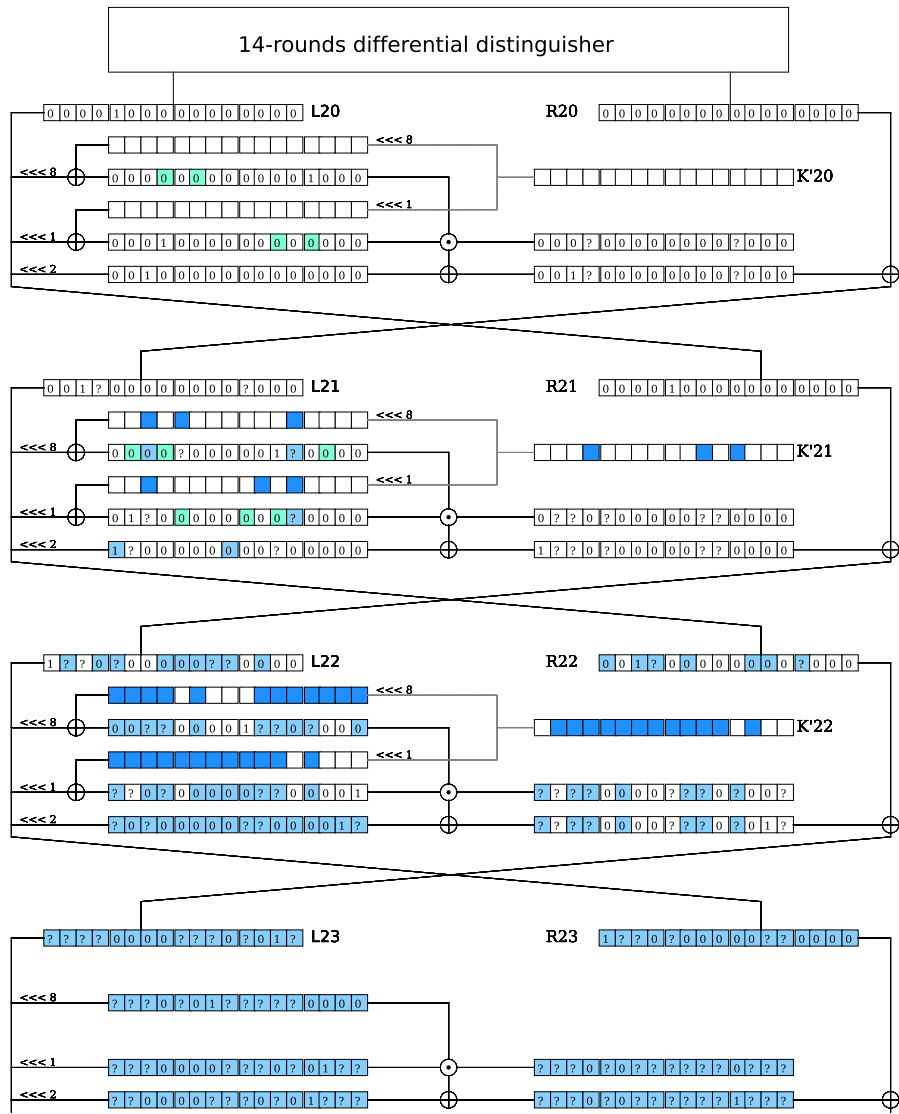 14-rounds differential distinguisher
0 0 0 0 1 0 0 0 0 0 0 0 0 0 0 0 L20 R20 0 0 0 0 0 0 0 0 0 0 0 0 0 0 0 0
<<< 8
<<< 8 0 0 0 0 0 0 0 0 0 0 0 0 1 0 0 0 K'20
<<< 1
<<< 1 0 0 0 1 0 0 0 0 0 0 0 0 0 0 0 0 0 0 0 ? 0 0 0 0 0 0 0 0 ? 0 0 0
<<< 2 0 0 1 0 0 0 0 0 0 0 0 0 0 0 0 0 0 0 1 ? 0 0 0 0 0 0 0 0 ? 0 0 0
0 0 1 ? 0 0 0 0 0 0 0 0 ? 0 0 0 L21 R21 0 0 0 0 1 0 0 0 0 0 0 0 0 0 0 0
<<< 8
<<< 8 0 0 0 0 ? 0 0 0 0 0 1 ? 0 0 0 0 K'21
<<< 1
<<< 1 0 1 ? 0 0 0 0 0 0 0 0 ? 0 0 0 0 0 ? ? 0 ? 0 0 0 0 0 ? ? 0 0 0 0
<<< 2 1 ? 0 0 0 0 0 0 0 0 ? 0 0 0 0 0 1 ? ? 0 ? 0 0 0 0 0 ? ? 0 0 0 0
1 ? ? 0 ? 0 0 0 0 0 ? ? 0 0 0 0 L22 R22 0 0 1 ? 0 0 0 0 0 0 0 0 ? 0 0 0
<<< 8
<<< 8 0 0 ? ? 0 0 0 0 1 ? ? 0 ? 0 0 0 K'22
<<< 1
<<< 1 ? ? 0 ? 0 0 0 0 0 ? ? 0 0 0 0 1 ? ? ? ? 0 0 0 0 ? ? ? 0 ? 0 0 ?
<<< 2 ? 0 ? 0 0 0 0 0 ? ? 0 0 0 0 1 ? ? ? ? ? 0 0 0 0 ? ? ? 0 ? 0 1 ?
? ? ? ? 0 0 0 0 ? ? ? 0 ? 0 1 ? L23 R23 1 ? ? 0 ? 0 0 0 0 0 ? ? 0 0 0 0
<<< 8 ? ? ? 0 ? 0 1 ? ? ? ? ? 0 0 0 0
<<< 1 ? ? ? 0 0 0 0 ? ? ? 0 ? 0 1 ? ? ? ? ? 0 ? 0 ? ? ? ? ? ? 0 ? ? ?
<<< 2 ? ? 0 0 0 0 ? ? ? 0 ? 0 1 ? ? ? ? ? ? 0 ? 0 ? ? ? ? ? ? 1 ? ? ?